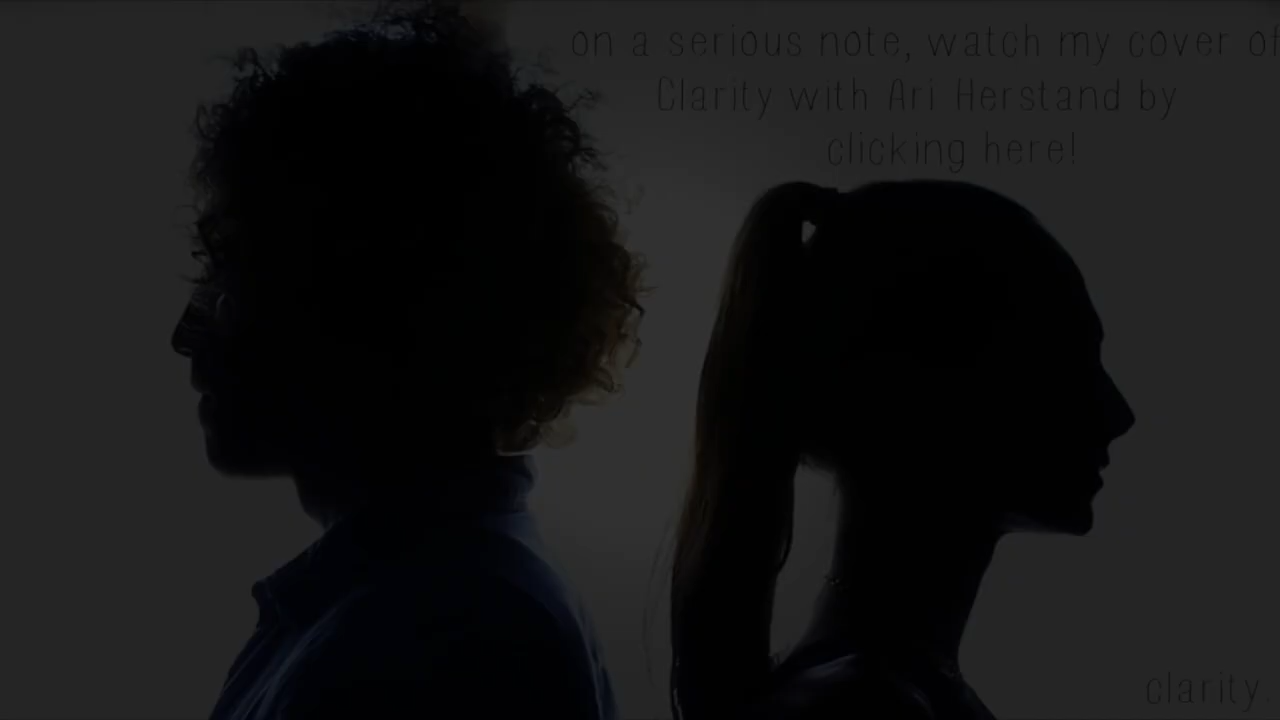 on a serious note, watch my cover of
Clarity with Ari Herstand by
clicking here!
clarity.